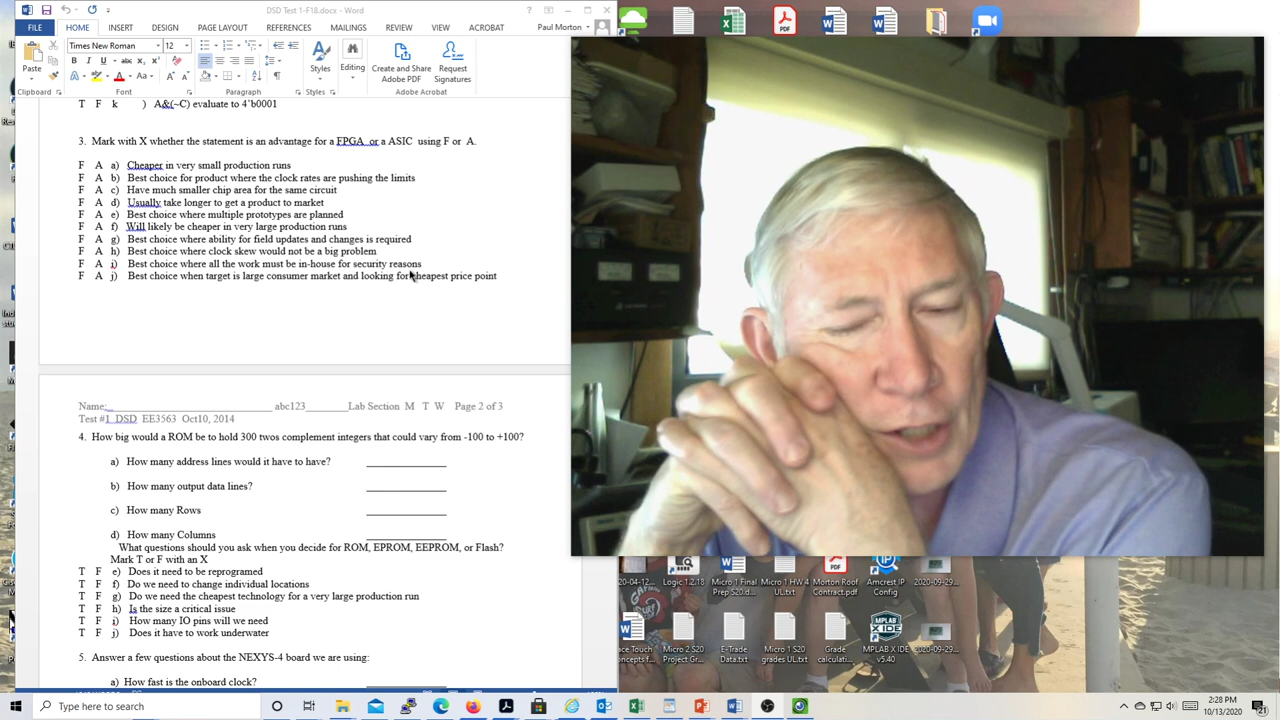 DSD Test 1-F18.docx - Word
FILE HOME INSERT DESIGN PAGE LAYOUT REFERENCES MAILINGS REVIEW VIEW ACROBAT Paul Morton
Times New Roman 12
Paste
Styles
Editing
Create and Share Adobe PDF
Request Signatures
Clipboard Font Paragraph Styles Adobe Acrobat
T F k ) A&(~C) evaluate to 4'b0001
3. Mark with X whether the statement is an advantage for a FPGA or a ASIC using F or A.
F A a) Cheaper in very small production runs
F A b) Best choice for product where the clock rates are pushing the limits
F A c) Have much smaller chip area for the same circuit
F A d) Usually take longer to get a product to market
F A e) Best choice where multiple prototypes are planned
F A f) Will likely be cheaper in very large production runs
F A g) Best choice where ability for field updates and changes is required
F A h) Best choice where clock skew would not be a big problem
F A i) Best choice where all the work must be in-house for security reasons
F A j) Best choice when target is large consumer market and looking for cheapest price point
Name:_ abc123 Lab Section M T W Page 2 of 3
Test #1 DSD EE3563 Oct10, 2014
4. How big would a ROM be to hold 300 twos complement integers that could vary from -100 to +100?
a) How many address lines would it have to have?
b) How many output data lines?
c) How many Rows
d) How many Columns
What questions should you ask when you decide for ROM, EPROM, EEPROM, or Flash?
Mark T or F with an X
T F e) Does it need to be reprogramed
T F f) Do we need to change individual locations
T F g) Do we need the cheapest technology for a very large production run
T F h) Is the size a critical issue
T F i) How many IO pins will we need
T F j) Does it have to work underwater
5. Answer a few questions about the NEXYS-4 board we are using:
a) How fast is the onboard clock?
20-04-12... Logic 1.2.18 Micro 1 Final Prep S20.d... Micro 1 HW 4 UL.txt Morton Roof Contract.pdf Amcrest IP Config 2020-09-29...
ace Touch oncepts f... Micro 2 S20 Project Gr... E-Trade Data.txt Micro 1 S20 grades UL.txt Grade calculati... MPLAB X IDE v5.40 2020-09-29...
Type here to search
2:28 PM
10/13/2020
21